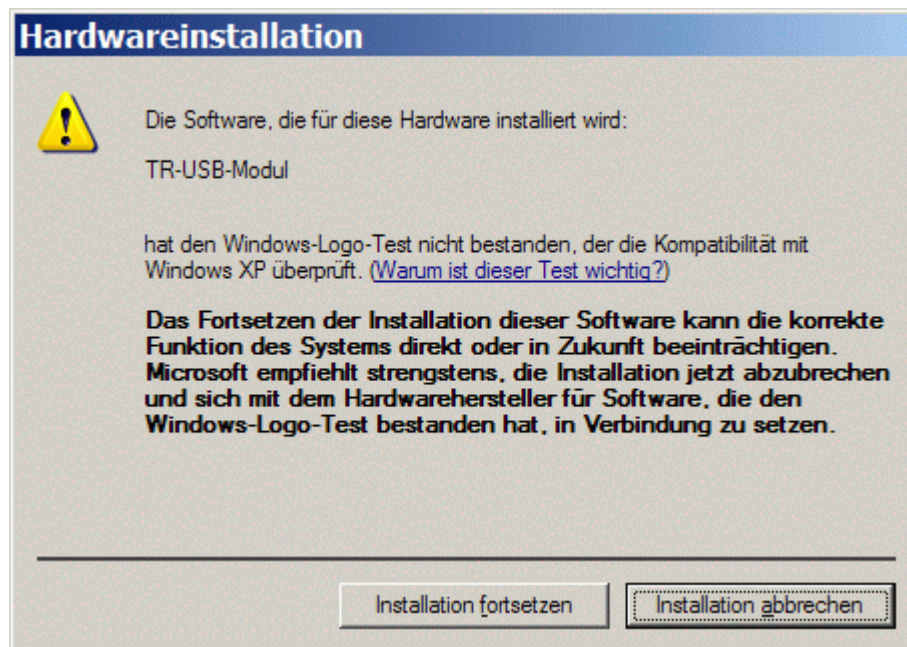 Hardwareinstallation
Die Software, die für diese Hardware installiert wird:
TR-USB-Modul
hat den Windows-Logo-Test nicht bestanden, der die Kompatibilität mit
Windows XP überprüft. (Warum ist dieser Test wichtig?)
Das Fortsetzen der Installation dieser Software kann die korrekte
Funktion des Systems direkt oder in Zukunft beeinträchtigen.
Microsoft empfiehlt strengstens, die Installation jetzt abzubrechen
und sich mit dem Hardwarehersteller für Software, die den
Windows-Logo-Test bestanden hat, in Verbindung zu setzen.
Installation fortsetzen
Installation abbrechen